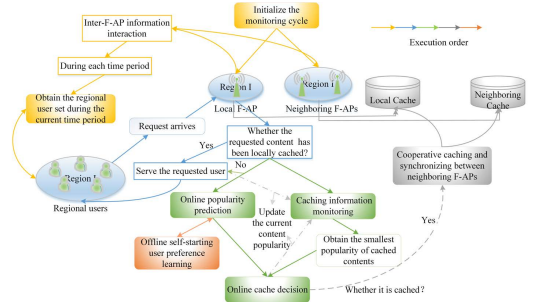 Initialize the
monitoring cycle
Inter-F-AP information
interaction
Execution order
During each time period
Region 1
Region i
Local F-AP
Neighboring F-APs
Local Cache
Neighboring
Cache
Obtain the regional
user set during the
current time period
Request arrives
Whether the
requested content has
been locally cached?
Yes
No
Serve the requested user
Cooperative caching and
synchronizing between
neighboring F-APs
Region
Regional users
Online popularity
prediction
Update
the current
content
popularity
Caching information
monitoring
Yes
Offline self-starting
user preference
learning
Obtain the smallest
popularity of cached
contents
Online cache decision
Whether it is cached?